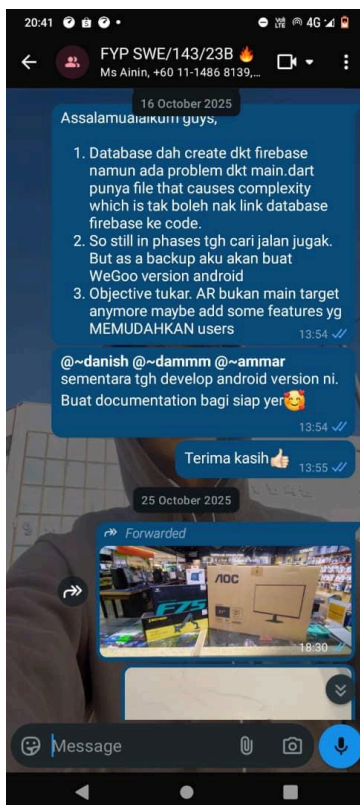 20:41
4G
FYP SWE/143/23B 🔥
Ms Ainin, +60 11-1486 8139,...
16 October 2025
Assalamualaikum guys,
1. Database dah create dkt firebase
namun ada problem dkt main.dart
punya file that causes complexity
which is tak boleh nak link database
firebase ke code.
2. So still in phases tgh cari jalan jugak.
But as a backup aku akan buat
WeGoo version android
3. Objective tukar. AR bukan main target
anymore maybe add some features yg
MEMUDAHKAN users
13:54
@~danish @~dammm @~ammar
sementara tgh develop android version ni.
Buat documentation bagi siap yer🥰
13:54
Terima kasih👍🏻
13:55
25 October 2025
Forwarded
AOC
F75
18:30
Message